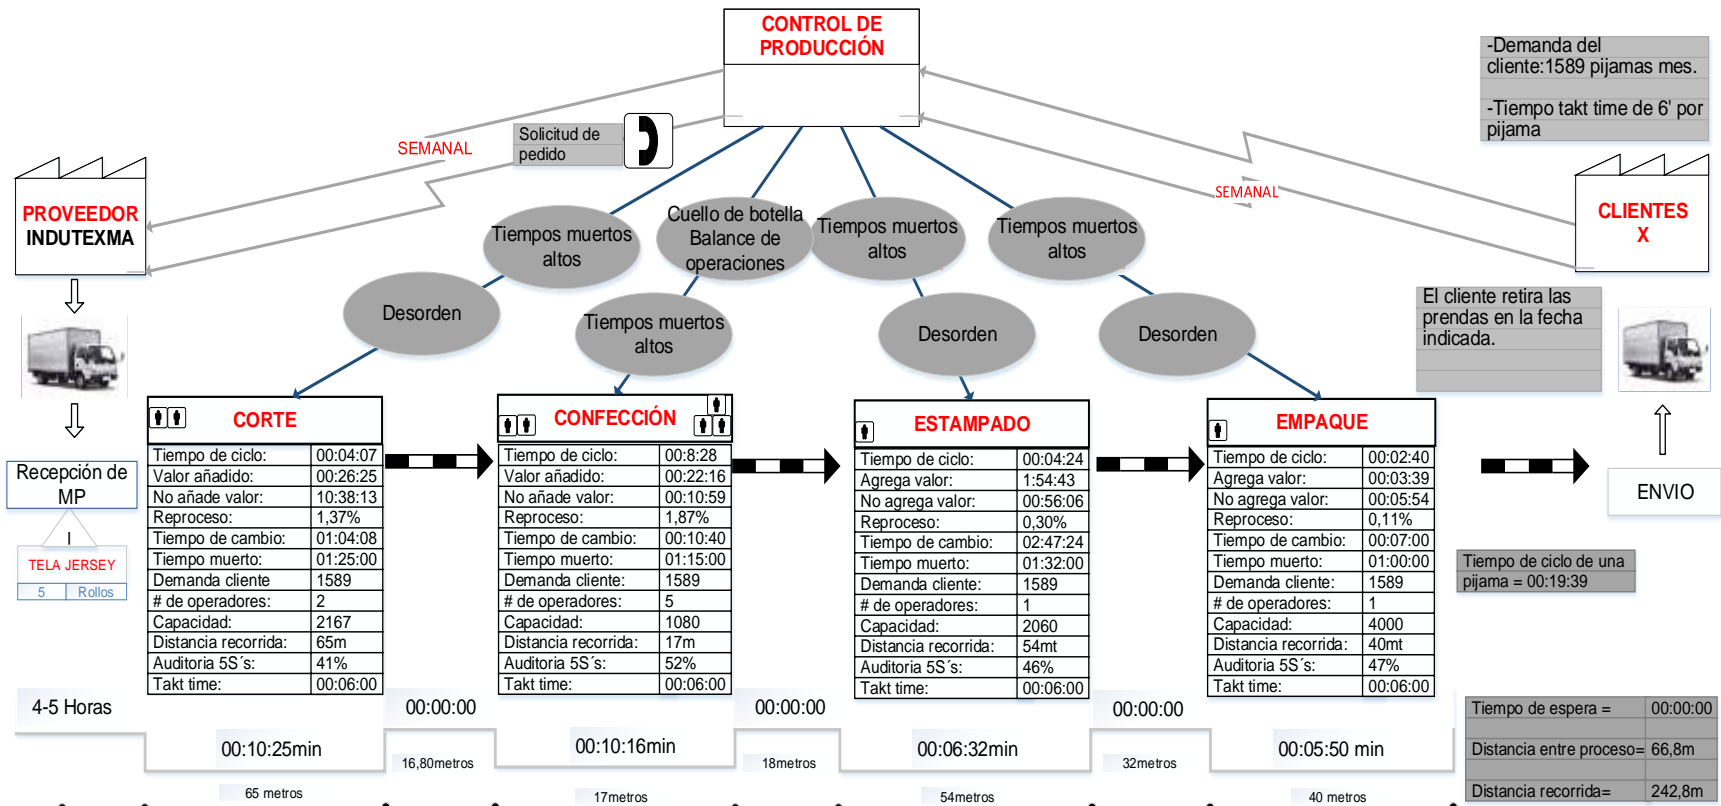 CONTROL DE
PRODUCCIÓN
-Demanda del
cliente:1589 pijamas mes.
-Tiempo takt time de 6' por
pijama
Solicitud de
pedido
SEMANAL
SEMANAL
PROVEEDOR
INDUTEXMA
CLIENTES
X
Tiempos muertos
altos
Cuello de botella
Balance de
operaciones
Tiempos muertos
altos
Tiempos muertos
altos
Desorden
Tiempos muertos
altos
Desorden
Desorden
El cliente retira las
prendas en la fecha
indicada.
Recepción de
MP
I
TELA JERSEY
5 Rollos
CORTE
Tiempo de ciclo: 00:04:07
Valor añadido: 00:26:25
No añade valor: 10:38:13
Reproceso: 1,37%
Tiempo de cambio: 01:04:08
Tiempo muerto: 01:25:00
Demanda cliente 1589
# de operadores: 2
Capacidad: 2167
Distancia recorrida: 65m
Auditoria 5S´s: 41%
Takt time: 00:06:00
CONFECCIÓN
Tiempo de ciclo: 00:8:28
Valor añadido: 00:22:16
No añade valor: 00:10:59
Reproceso: 1,87%
Tiempo de cambio: 00:10:40
Tiempo muerto: 01:15:00
Demanda cliente: 1589
# de operadores: 5
Capacidad: 1080
Distancia recorrida: 17m
Auditoria 5S´s: 52%
Takt time: 00:06:00
ESTAMPADO
Tiempo de ciclo: 00:04:24
Agrega valor: 1:54:43
No agrega valor: 00:56:06
Reproceso: 0,30%
Tiempo de cambio: 02:47:24
Tiempo muerto: 01:32:00
Demanda cliente: 1589
# de operadores: 1
Capacidad: 2060
Distancia recorrida: 54mt
Auditoria 5S´s: 46%
Takt time: 00:06:00
EMPAQUE
Tiempo de ciclo: 00:02:40
Agrega valor: 00:03:39
No agrega valor: 00:05:54
Reproceso: 0,11%
Tiempo de cambio: 00:07:00
Tiempo muerto: 01:00:00
Demanda cliente: 1589
# de operadores: 1
Capacidad: 4000
Distancia recorrida: 40mt
Auditoria 5S´s: 47%
Takt time: 00:06:00
ENVIO
Tiempo de ciclo de una
pijama = 00:19:39
4-5 Horas
00:00:00
00:00:00
00:00:00
00:10:25min
00:10:16min
00:06:32min
00:05:50 min
16,80metros
18metros
32metros
65 metros
17metros
54metros
40 metros
Tiempo de espera = 00:00:00
Distancia entre proceso= 66,8m
Distancia recorrida= 242,8m